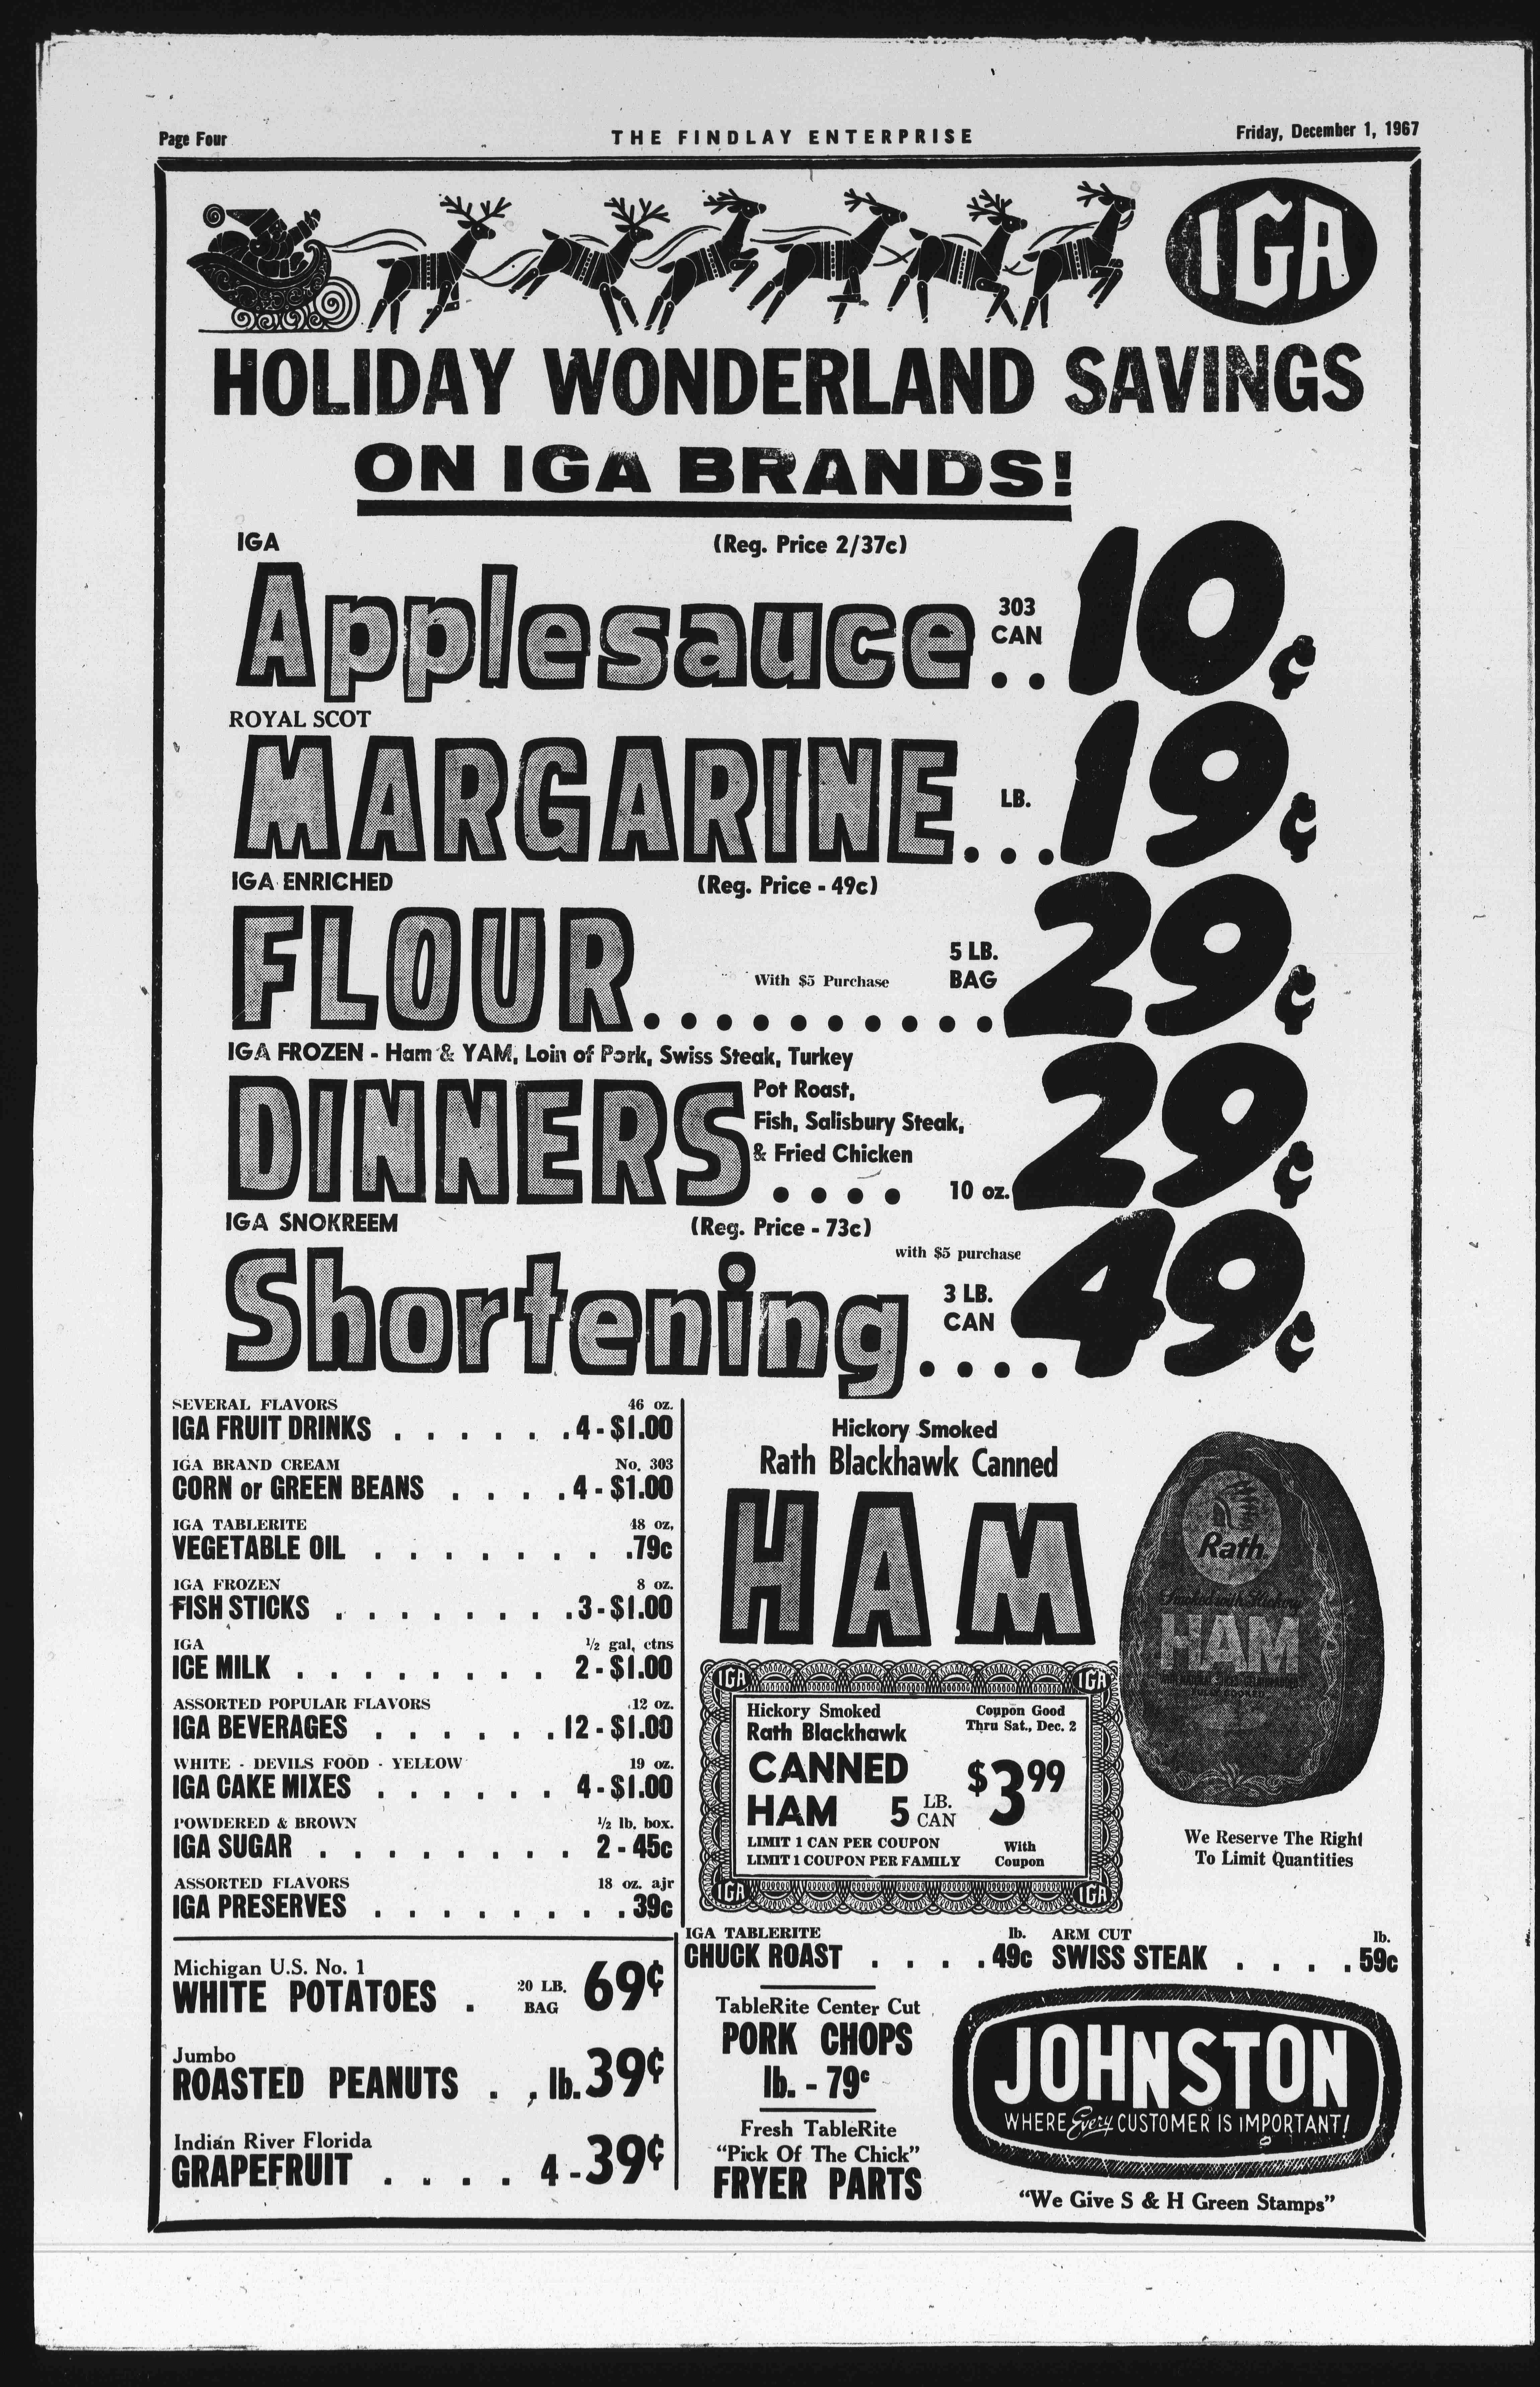 Page Four
THE FINDLAY ENTERPRISE
Friday, December 1, 1967
IGA
HOLIDAY WONDERLAND SAVINGS
ON IGA BRANDS!
IGA (Reg. Price 2/37c)
Applesauce.. 303 CAN 10¢
ROYAL SCOT
MARGARINE... LB. 19¢
IGA ENRICHED (Reg. Price - 49c)
FLOUR........... With $5 Purchase 5 LB. BAG 29¢
IGA FROZEN - Ham & YAM, Loin of Pork, Swiss Steak, Turkey
DINNERS Pot Roast,
Fish, Salisbury Steak,
& Fried Chicken
.... 10 oz. 29¢
IGA SNOKREEM (Reg. Price - 73c)
with $5 purchase
Shortening.... 3 LB. CAN 49¢
SEVERAL FLAVORS 46 oz.
IGA FRUIT DRINKS . . . . . . . 4 - $1.00
IGA BRAND CREAM No. 303
CORN or GREEN BEANS . . . . . 4 - $1.00
IGA TABLERITE 48 oz,
VEGETABLE OIL . . . . . . . . .79c
IGA FROZEN 8 oz.
FISH STICKS . . . . . . . . . 3 - $1.00
IGA ½ gal, ctns
ICE MILK . . . . . . . . . 2 - $1.00
ASSORTED POPULAR FLAVORS .12 oz.
IGA BEVERAGES . . . . . . 12 - $1.00
WHITE - DEVILS FOOD - YELLOW 19 oz.
IGA CAKE MIXES . . . . . . 4 - $1.00
POWDERED & BROWN ½ lb. box.
IGA SUGAR . . . . . . . . 2 - 45c
ASSORTED FLAVORS 18 oz. ajr
IGA PRESERVES . . . . . . . . 39c
Michigan U.S. No. 1
WHITE POTATOES . 20 LB. BAG 69¢
Jumbo
ROASTED PEANUTS . , lb. 39¢
Indian River Florida
GRAPEFRUIT . . . . 4 - 39¢
Hickory Smoked
Rath Blackhawk Canned
HAM
Rath
Smoked with Hickory
HAM
IGA
IGA
Hickory Smoked
Rath Blackhawk
Coupon Good
Thru Sat., Dec. 2
CANNED
HAM 5 LB. CAN
$3 99
LIMIT 1 CAN PER COUPON
LIMIT 1 COUPON PER FAMILY
With
Coupon
IGA
IGA
We Reserve The Right
To Limit Quantities
IGA TABLERITE lb.
CHUCK ROAST . . . . 49c
ARM CUT lb.
SWISS STEAK . . . . 59c
TableRite Center Cut
PORK CHOPS
lb. - 79c
Fresh TableRite
"Pick Of The Chick"
FRYER PARTS
JOHNSTON
WHERE Every CUSTOMER IS IMPORTANT!
"We Give S & H Green Stamps"